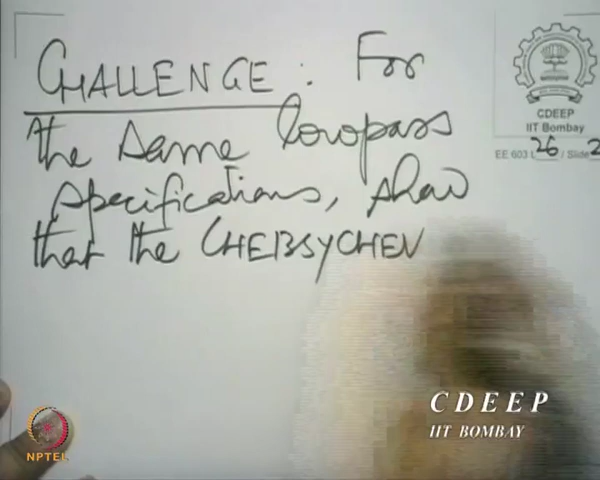 CHALLENGE: For
the same lowpass
specifications, show
that the CHEBSYCHEV
CDEEP
IIT Bombay
EE 603 L 26 / Slide 2
CDEEP
IIT BOMBAY
NPTEL